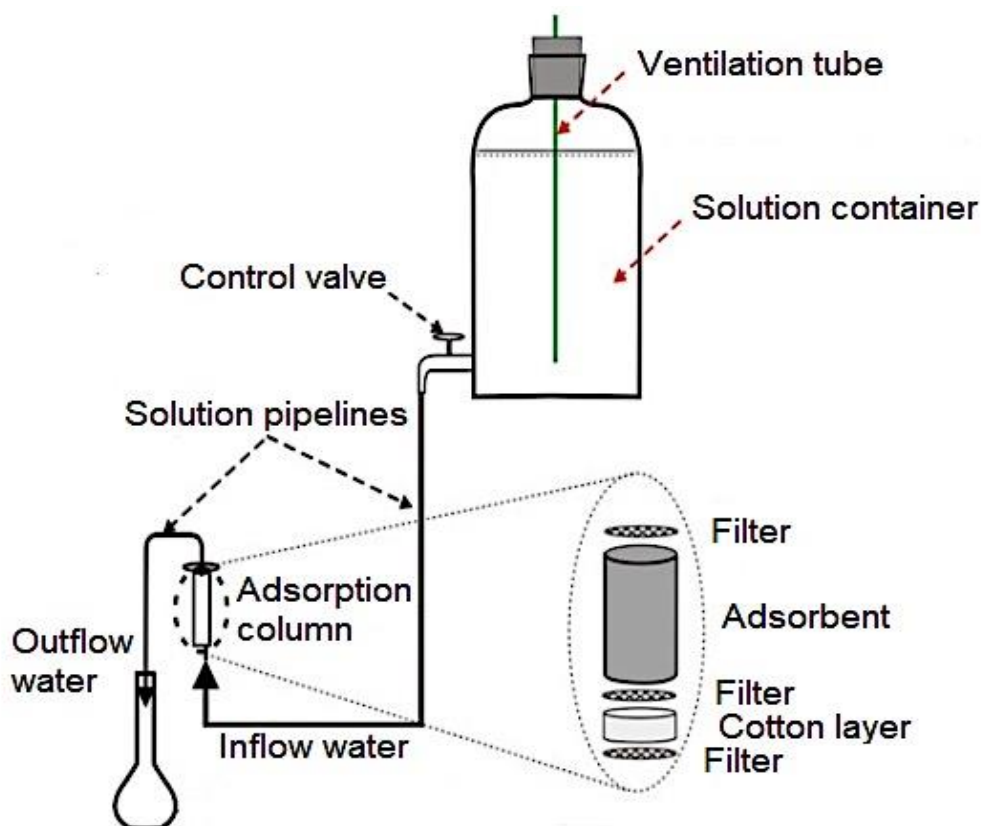 Ventilation tube
Solution container
Control valve
Solution pipelines
Filter
Adsorption
column
Adsorbent
Outflow
water
Filter
Cotton layer
Inflow water
Filter